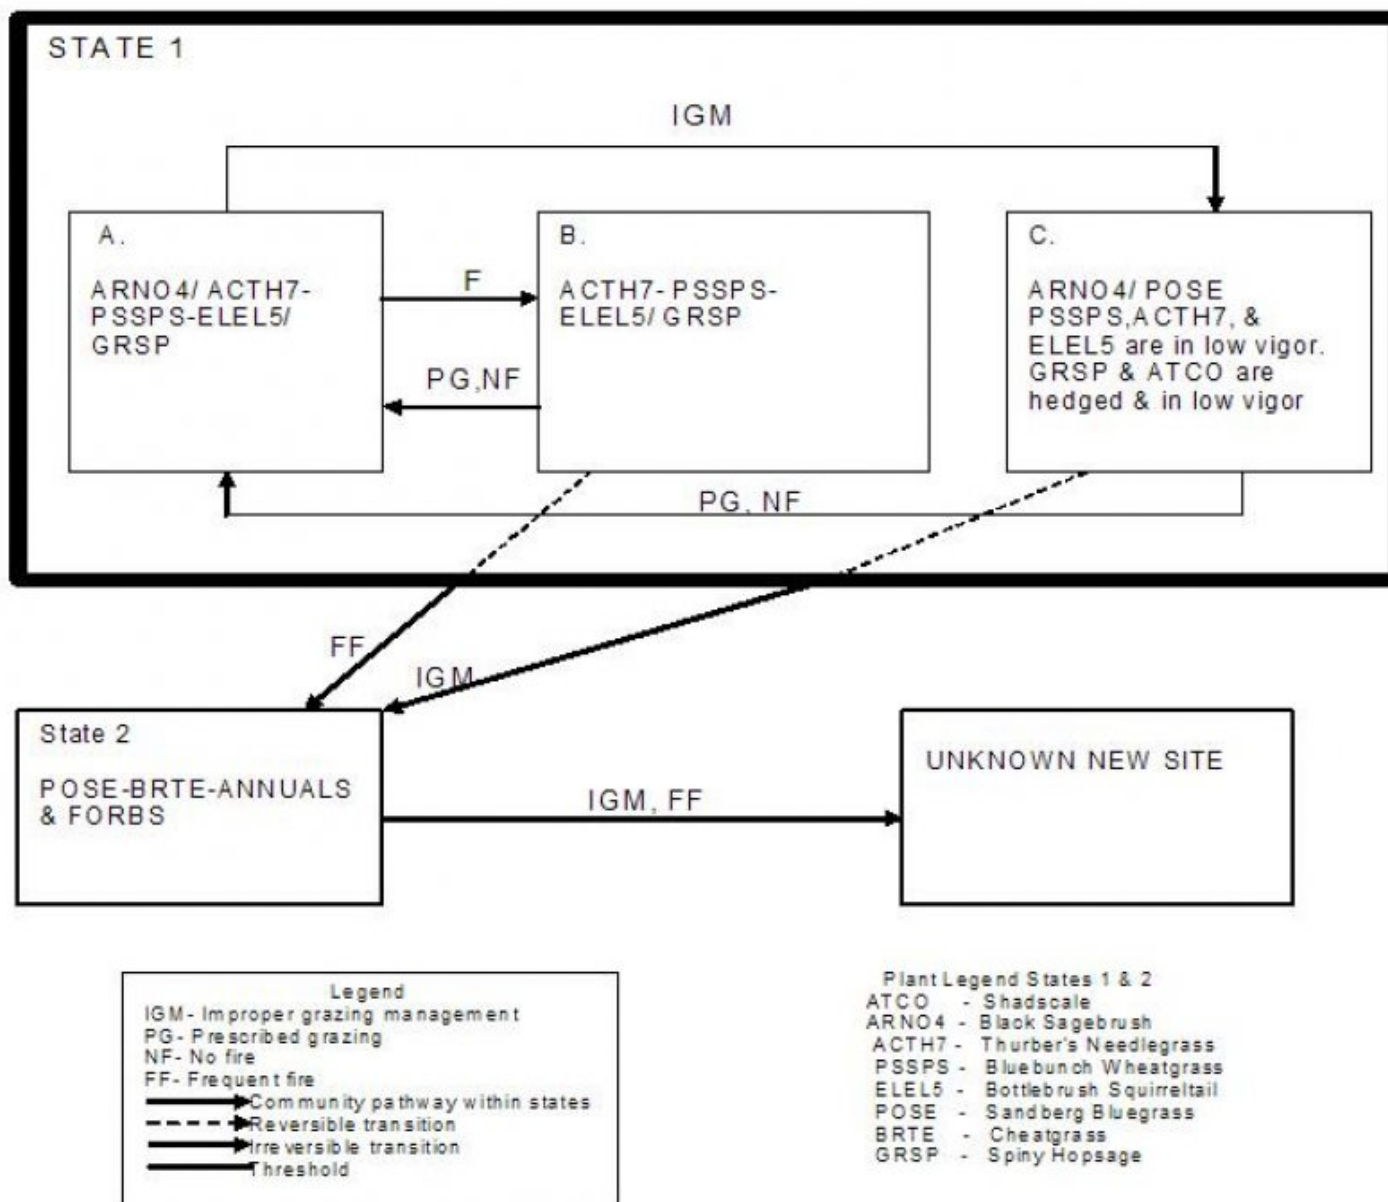 STATE 1
IGM
A.
ARNO4/ ACTH7-
PSSPS-ELEL5/
GRSP
F
PG,NF
B.
ACTH7- PSSPS-
ELEL5/ GRSP
C.
ARNO4/ POSE
PSSPS,ACTH7, &
ELEL5 are in low vigor.
GRSP & ATCO are
hedged & in low vigor
PG, NF
FF
IGM
State 2
POSE-BRTE-ANNUALS
& FORBS
IGM, FF
UNKNOWN NEW SITE
Legend
IGM- Improper grazing management
PG- Prescribed grazing
NF- No fire
FF- Frequent fire
Community pathway within states
Reversible transition
Irreversible transition
Threshold
Plant Legend States 1 & 2
ATCO - Shadscale
ARNO4 - Black Sagebrush
ACTH7 - Thurber's Needlegrass
PSSPS - Bluebunch Wheatgrass
ELEL5 - Bottlebrush Squirreltail
POSE - Sandberg Bluegrass
BRTE - Cheatgrass
GRSP - Spiny Hopsage